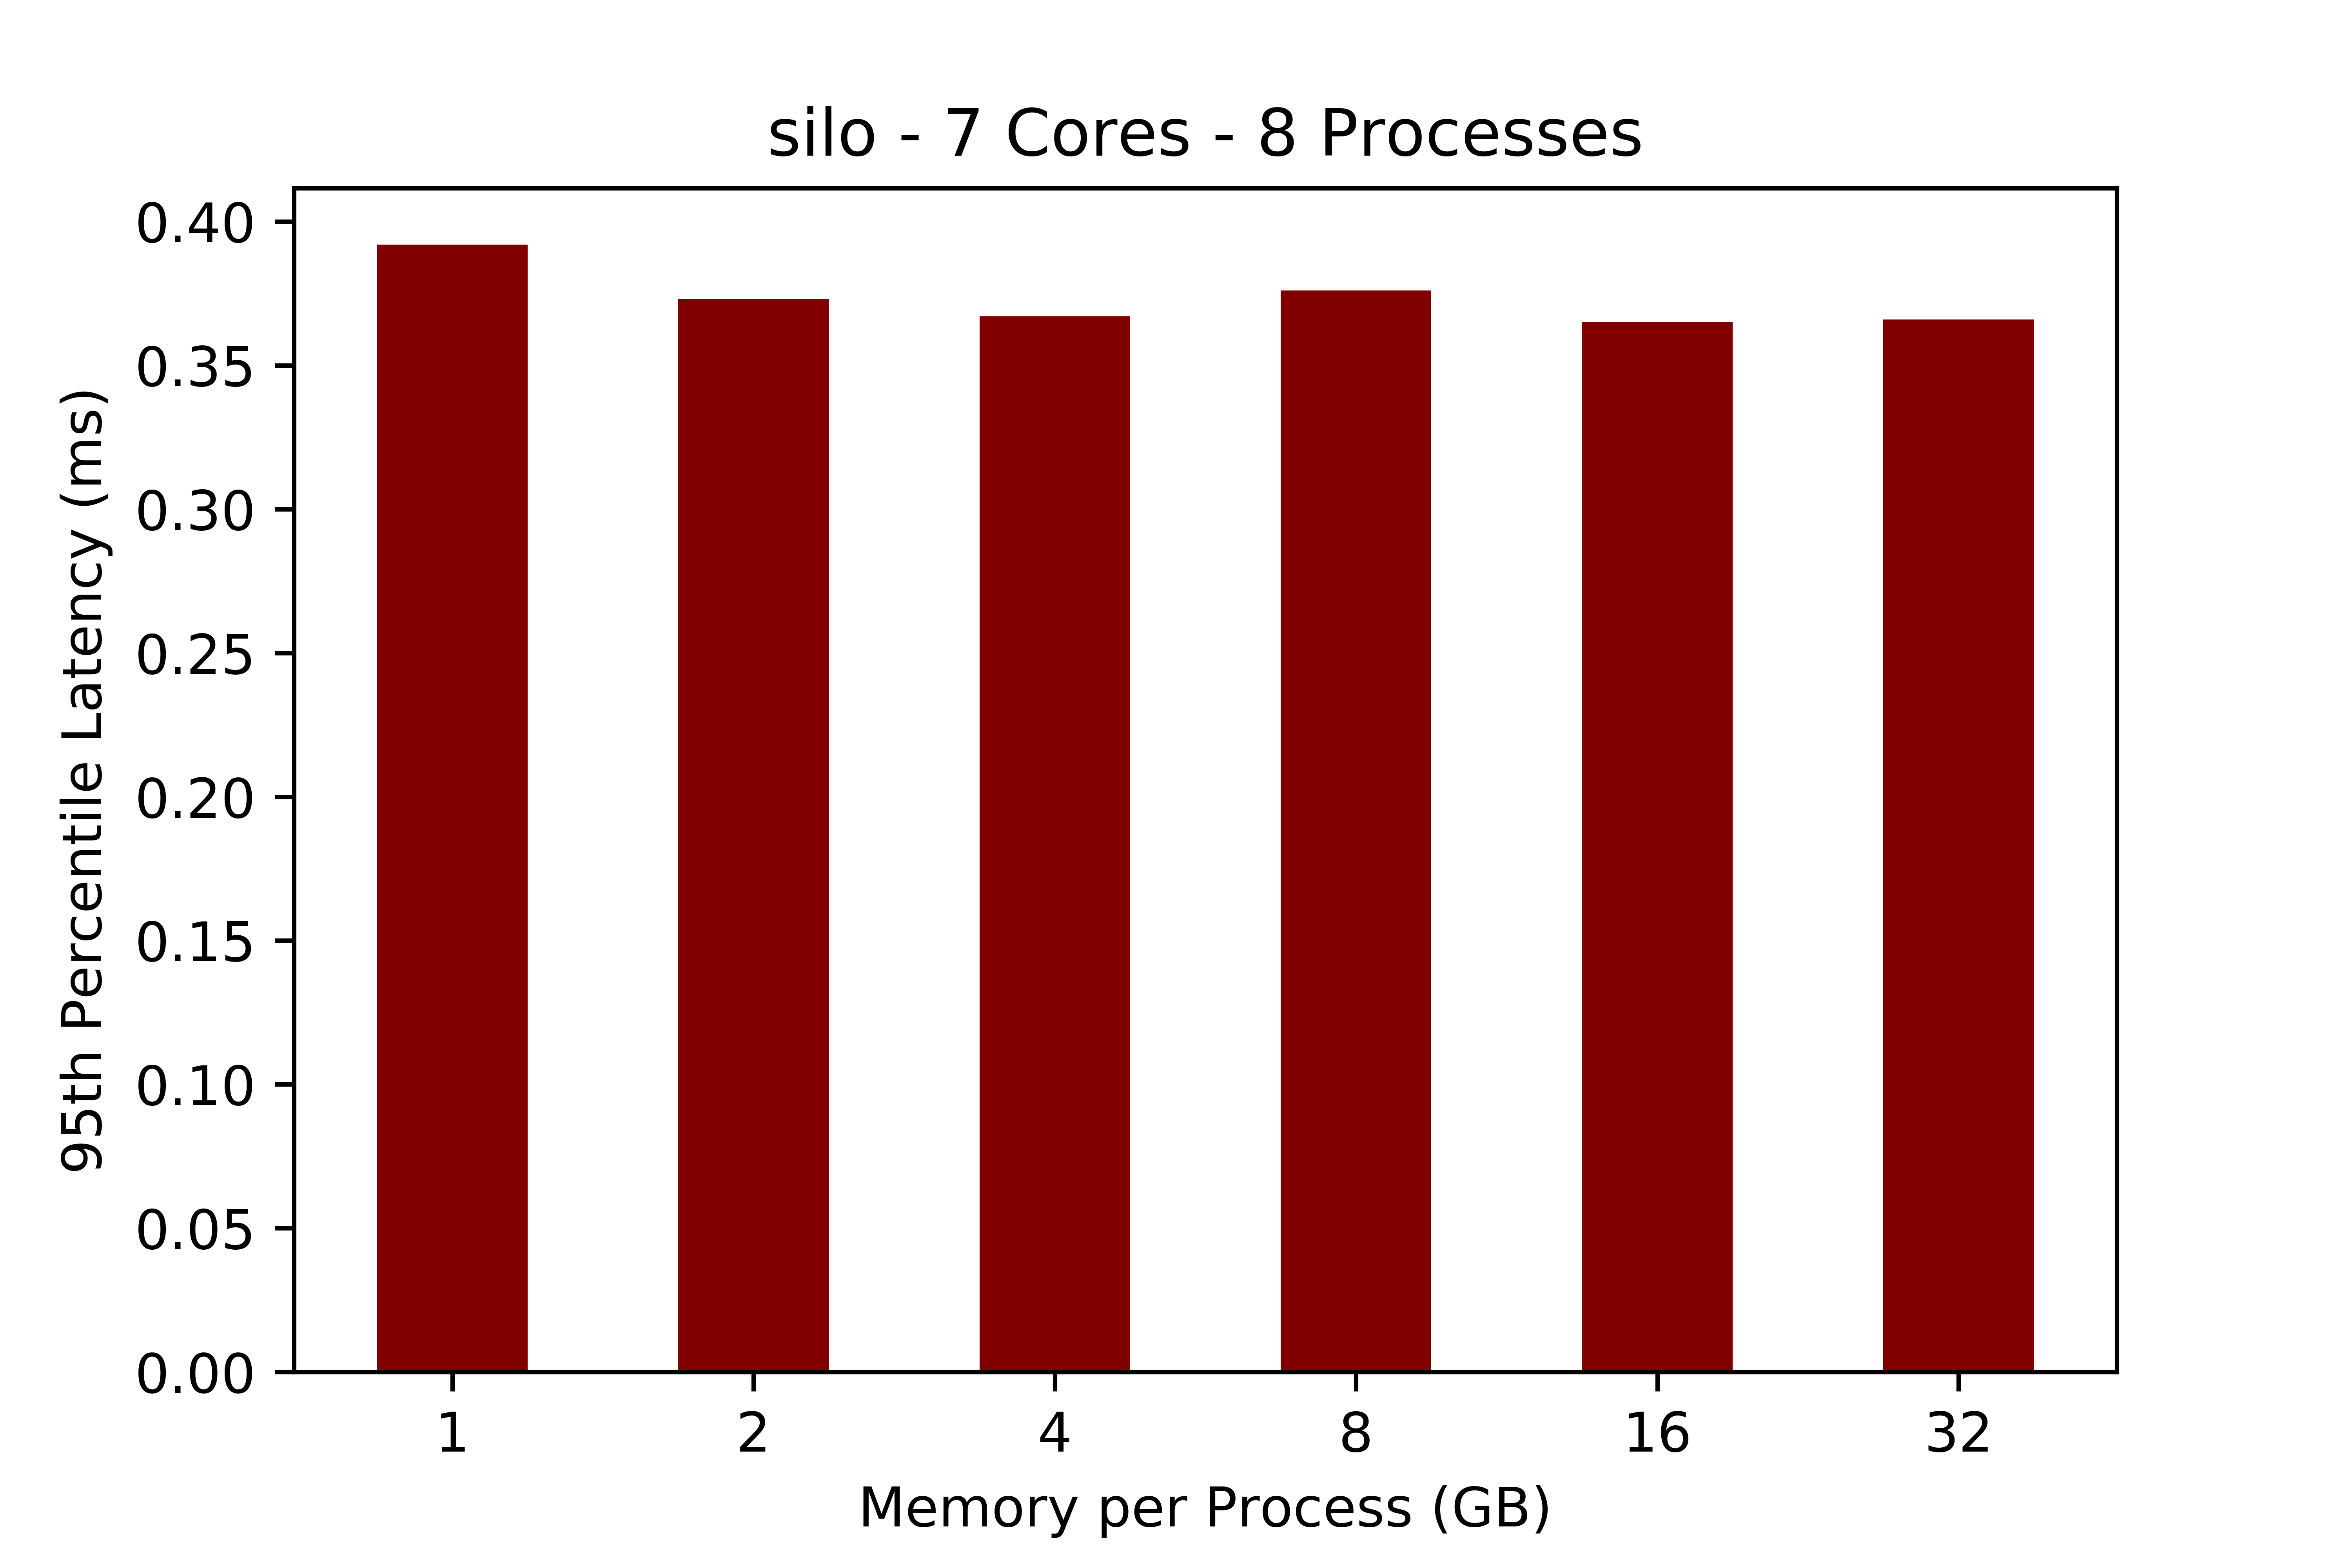 silo - 7 Cores - 8 Processes
95th Percentile Latency (ms)
0.40
0.35
0.30
0.25
0.20
0.15
0.10
0.05
0.00
1 2 4 8 16 32
Memory per Process (GB)